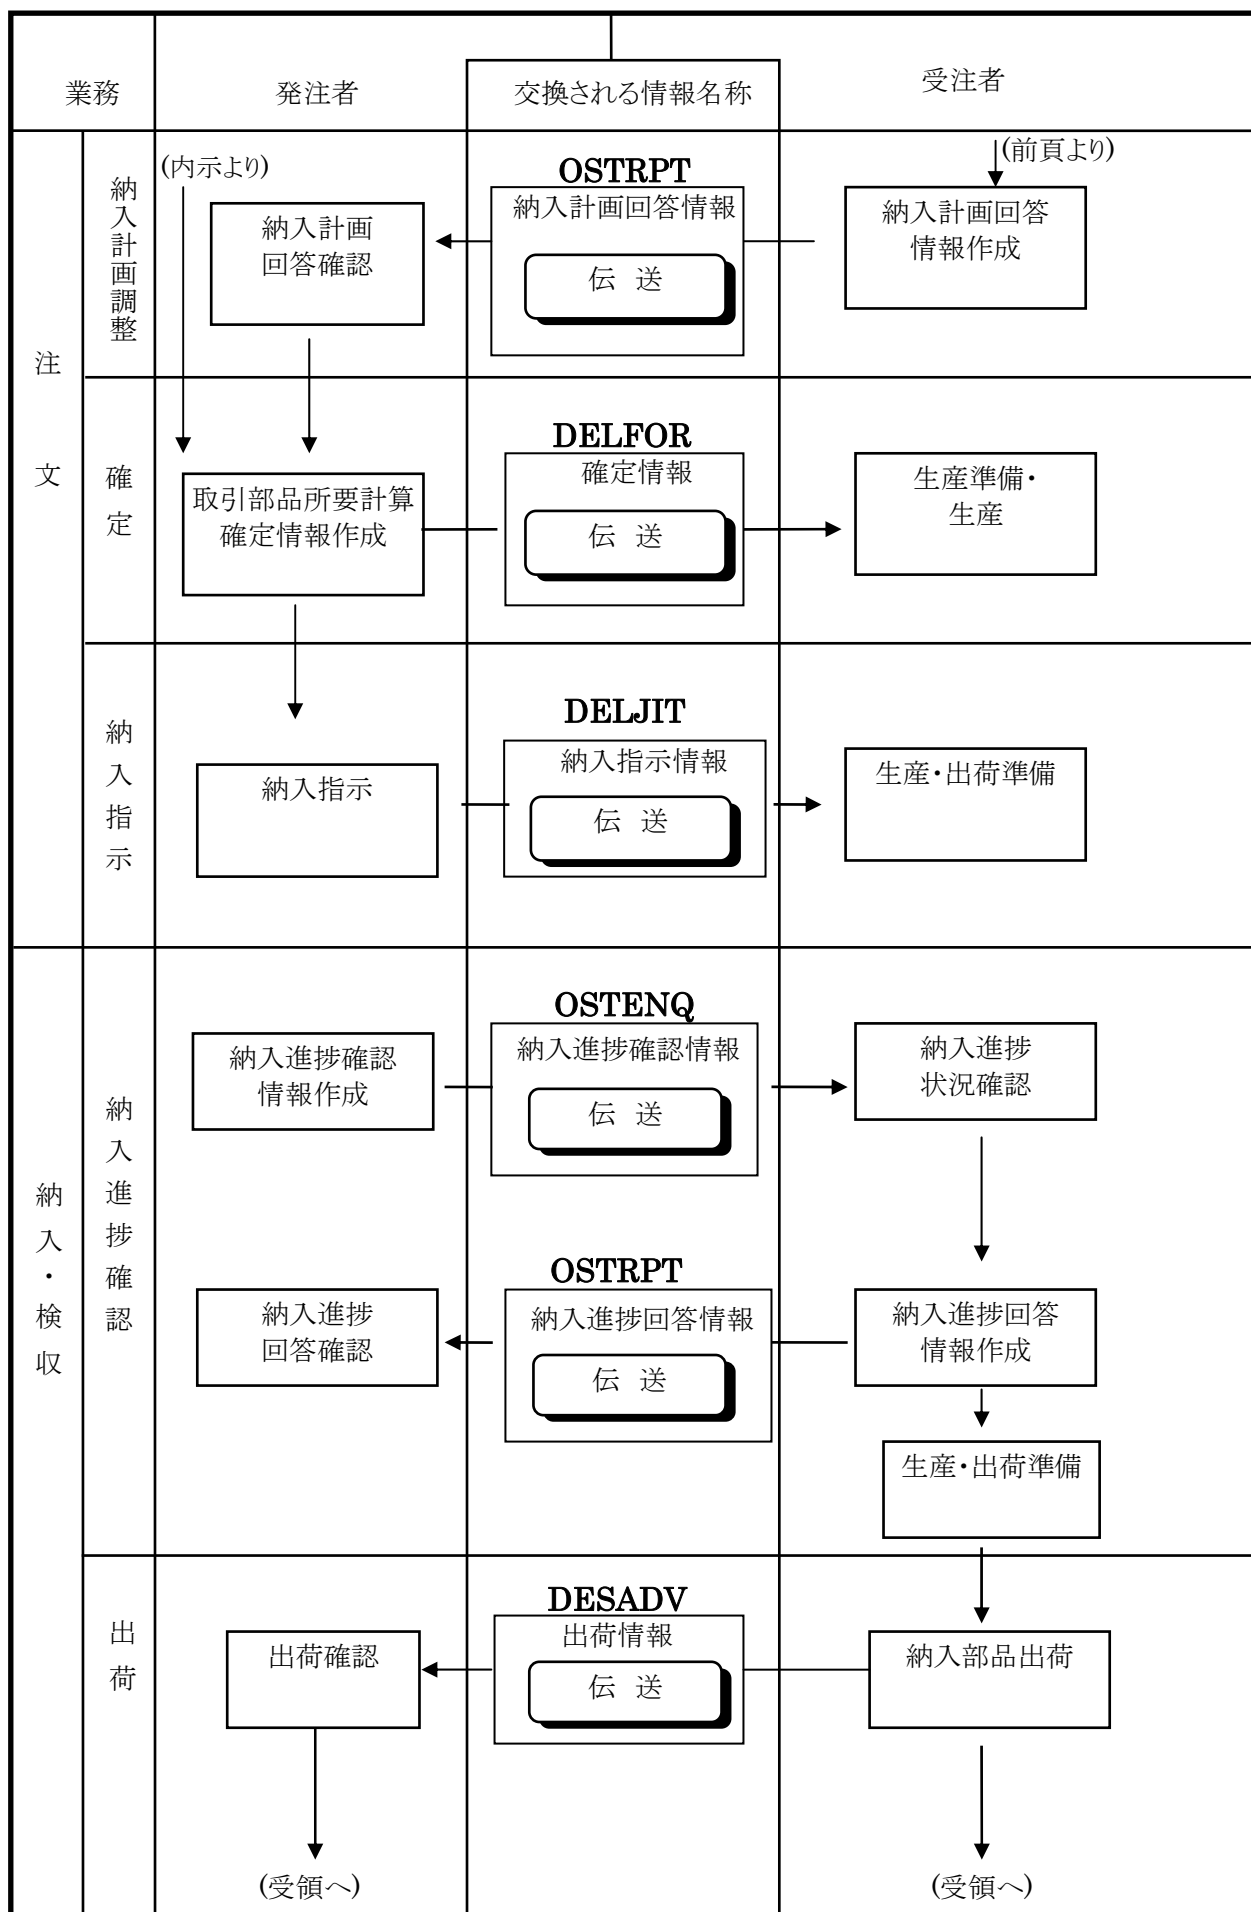 業務
発注者
交換される情報名称
受注者
注
文
納入計画調整
(内示より)
(前頁より)
OSTRPT
納入計画
回答確認
納入計画回答情報
伝 送
納入計画回答
情報作成
確定
DELFOR
取引部品所要計算
確定情報作成
確定情報
伝 送
生産準備・
生産
納入指示
DELJIT
納入指示
納入指示情報
伝 送
生産・出荷準備
納入・検収
納入進捗確認
OSTENQ
納入進捗確認
情報作成
納入進捗確認情報
伝 送
納入進捗
状況確認
OSTRPT
納入進捗
回答確認
納入進捗回答情報
伝 送
納入進捗回答
情報作成
生産・出荷準備
出荷
DESADV
出荷確認
出荷情報
伝 送
納入部品出荷
(受領へ)
(受領へ)